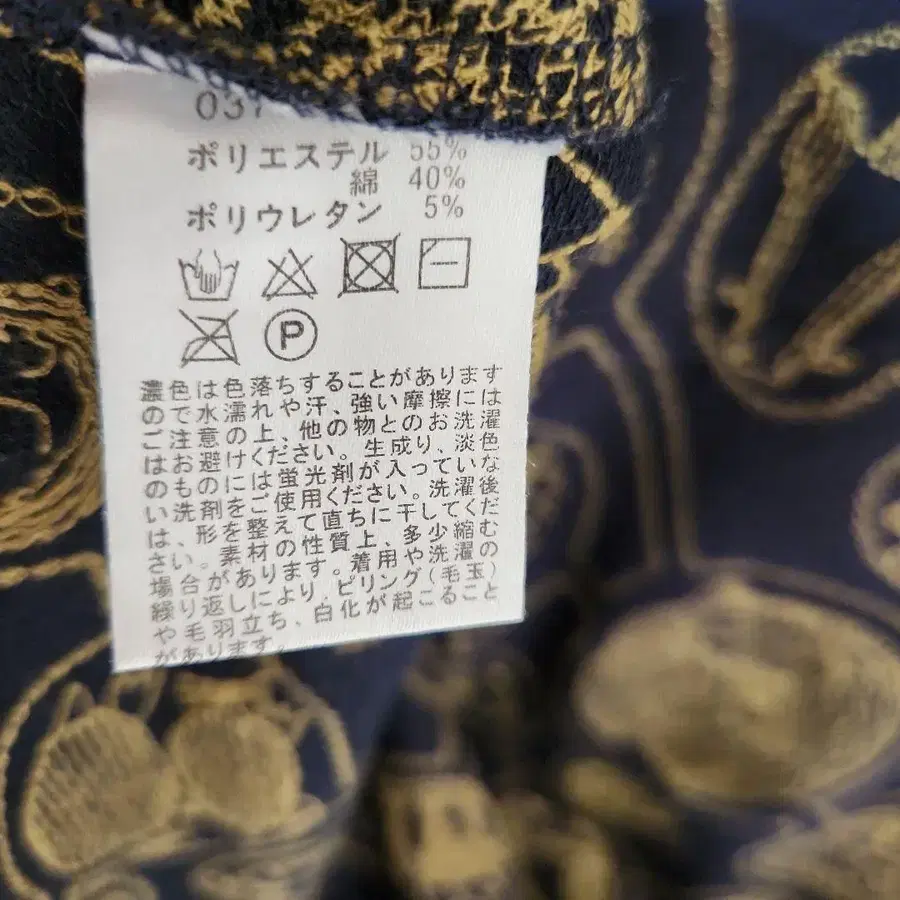 037
ポリエステル 55%
綿 40%
ポリウレタン 5%
P
濃色は色落ちすることがあります。
ので水濡れや汗、強い摩擦には
ご注意の上、他の物とのお洗濯
はお避けください。生成り、淡色
のものには蛍光剤が入っていな
い洗剤をご使用ください。洗濯後
は、形を整えて直ちに干してくだ
さい。素材の性質上、多少縮む
場合があります。着用や洗濯の
繰り返しにより、ピリング(毛玉)
や毛羽立ち、白化が起こること
があります。